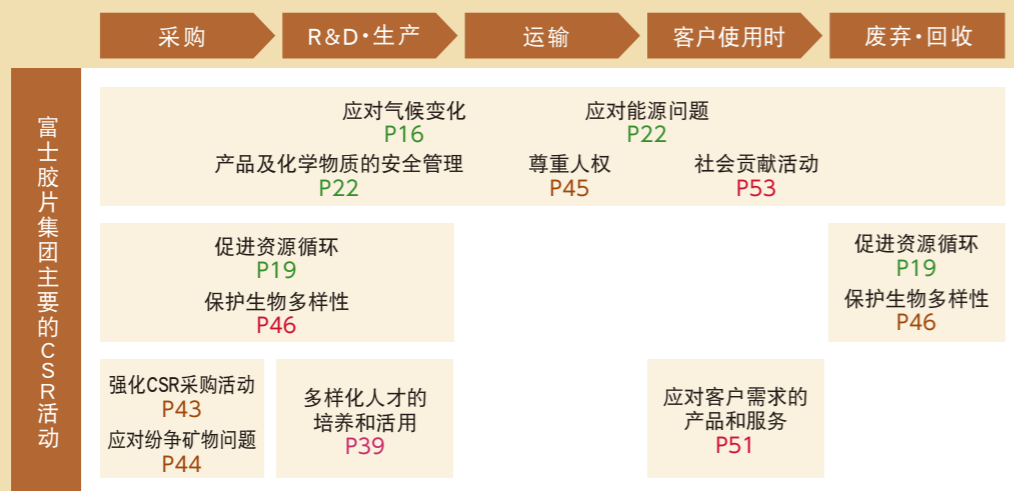 采购
R&D·生产
运输
客户使用时
废弃·回收
富士胶片集团主要的CSR活动
应对气候变化
P16
应对能源问题
P22
产品及化学物质的安全管理
P22
尊重人权
P45
社会贡献活动
P53
促进资源循环
P19
保护生物多样性
P46
促进资源循环
P19
保护生物多样性
P46
强化CSR采购活动
P43
应对纷争矿物问题
P44
多样化人才的
培养和活用
P39
应对客户需求的
产品和服务
P51